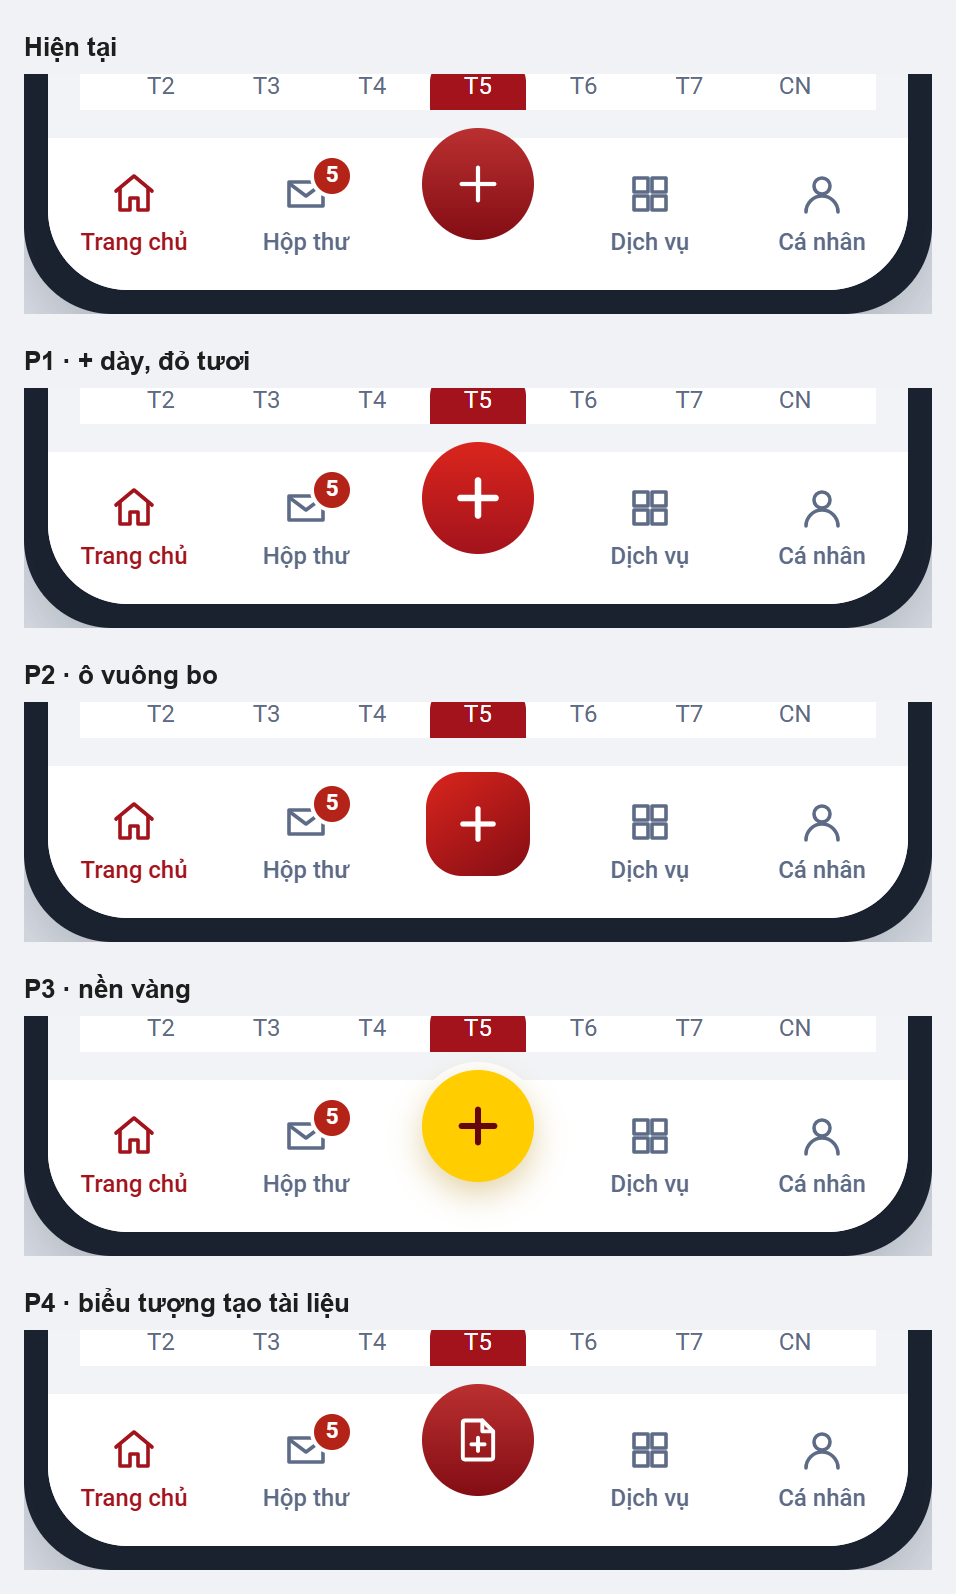 Hiện tại
T2 T3 T4 T5 T6 T7 CN
5
Trang chủ Hộp thư Dịch vụ Cá nhân
P1 · + dày, đỏ tươi
T2 T3 T4 T5 T6 T7 CN
5
Trang chủ Hộp thư Dịch vụ Cá nhân
P2 · ô vuông bo
T2 T3 T4 T5 T6 T7 CN
5
Trang chủ Hộp thư Dịch vụ Cá nhân
P3 · nền vàng
T2 T3 T4 T5 T6 T7 CN
5
Trang chủ Hộp thư Dịch vụ Cá nhân
P4 · biểu tượng tạo tài liệu
T2 T3 T4 T5 T6 T7 CN
5
Trang chủ Hộp thư Dịch vụ Cá nhân